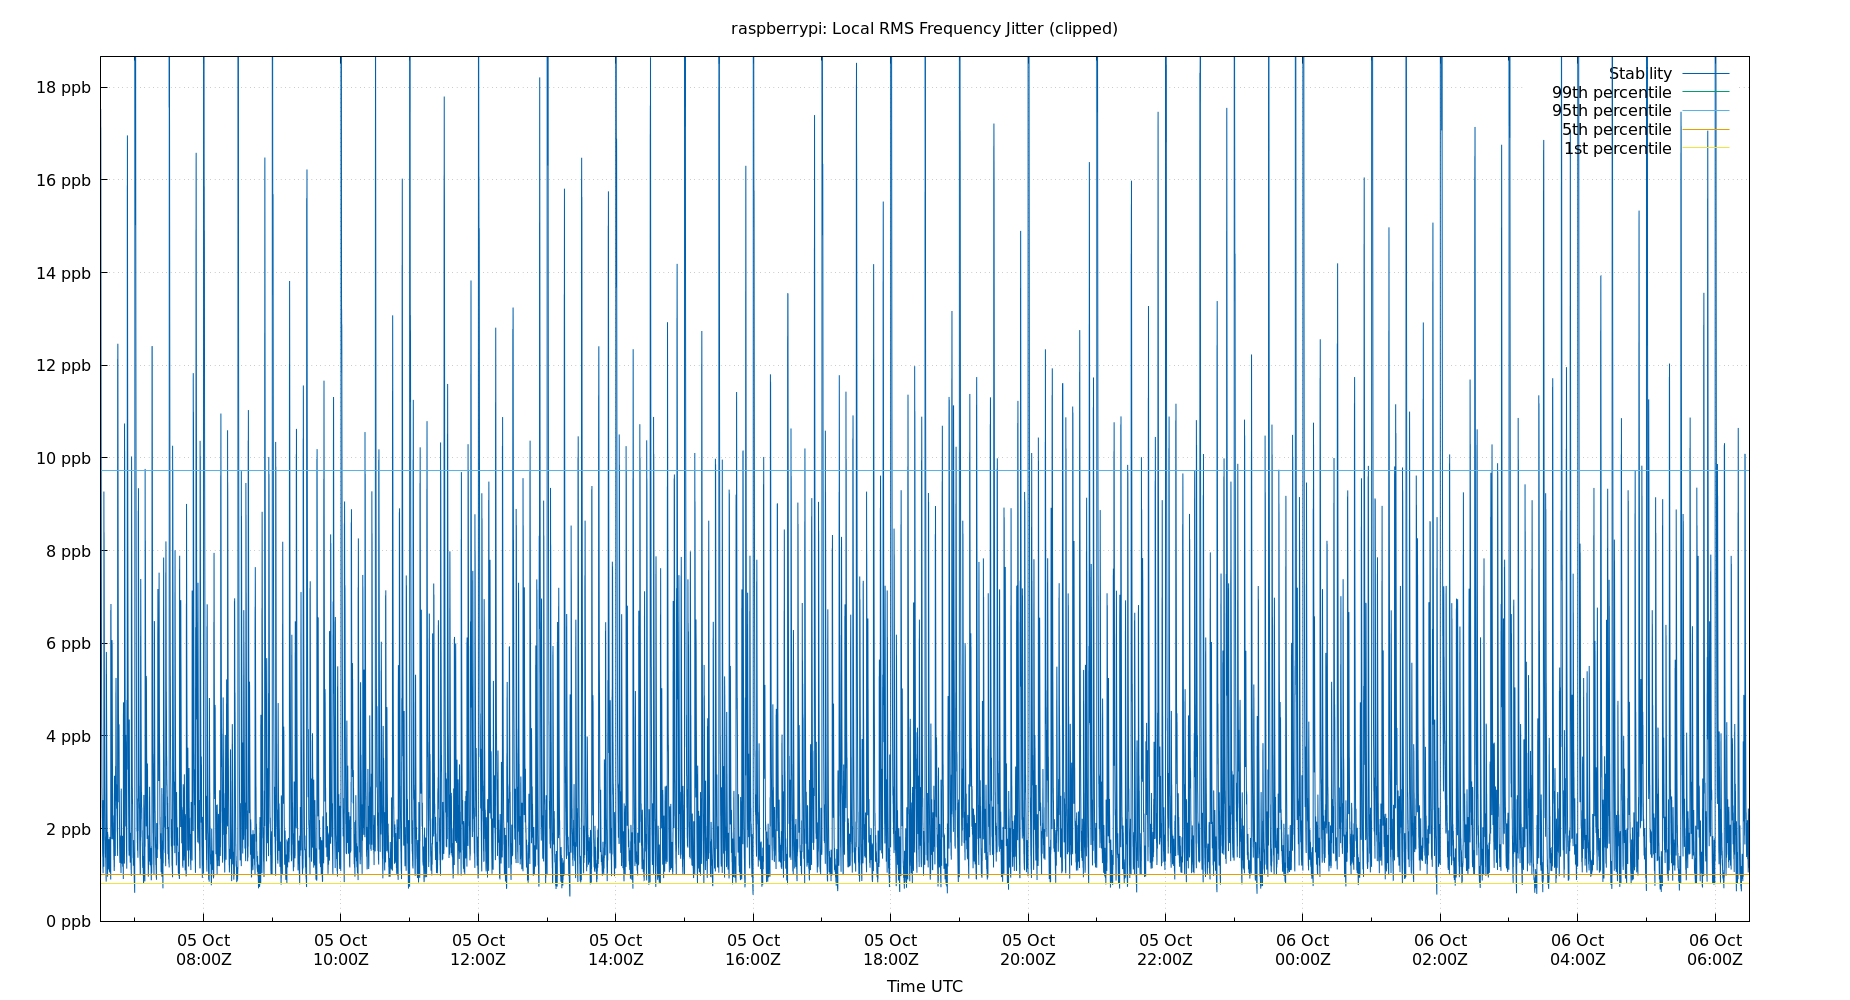 raspberrypi: Local RMS Frequency Jitter (clipped)
Stability
99th percentile
95th percentile
5th percentile
1st percentile
18 ppb
16 ppb
14 ppb
12 ppb
10 ppb
8 ppb
6 ppb
4 ppb
2 ppb
0 ppb
05 Oct 05 Oct 05 Oct 05 Oct 05 Oct 05 Oct 05 Oct 05 Oct 06 Oct 06 Oct 06 Oct 06 Oct
08:00Z 10:00Z 12:00Z 14:00Z 16:00Z 18:00Z 20:00Z 22:00Z 00:00Z 02:00Z 04:00Z 06:00Z
Time UTC